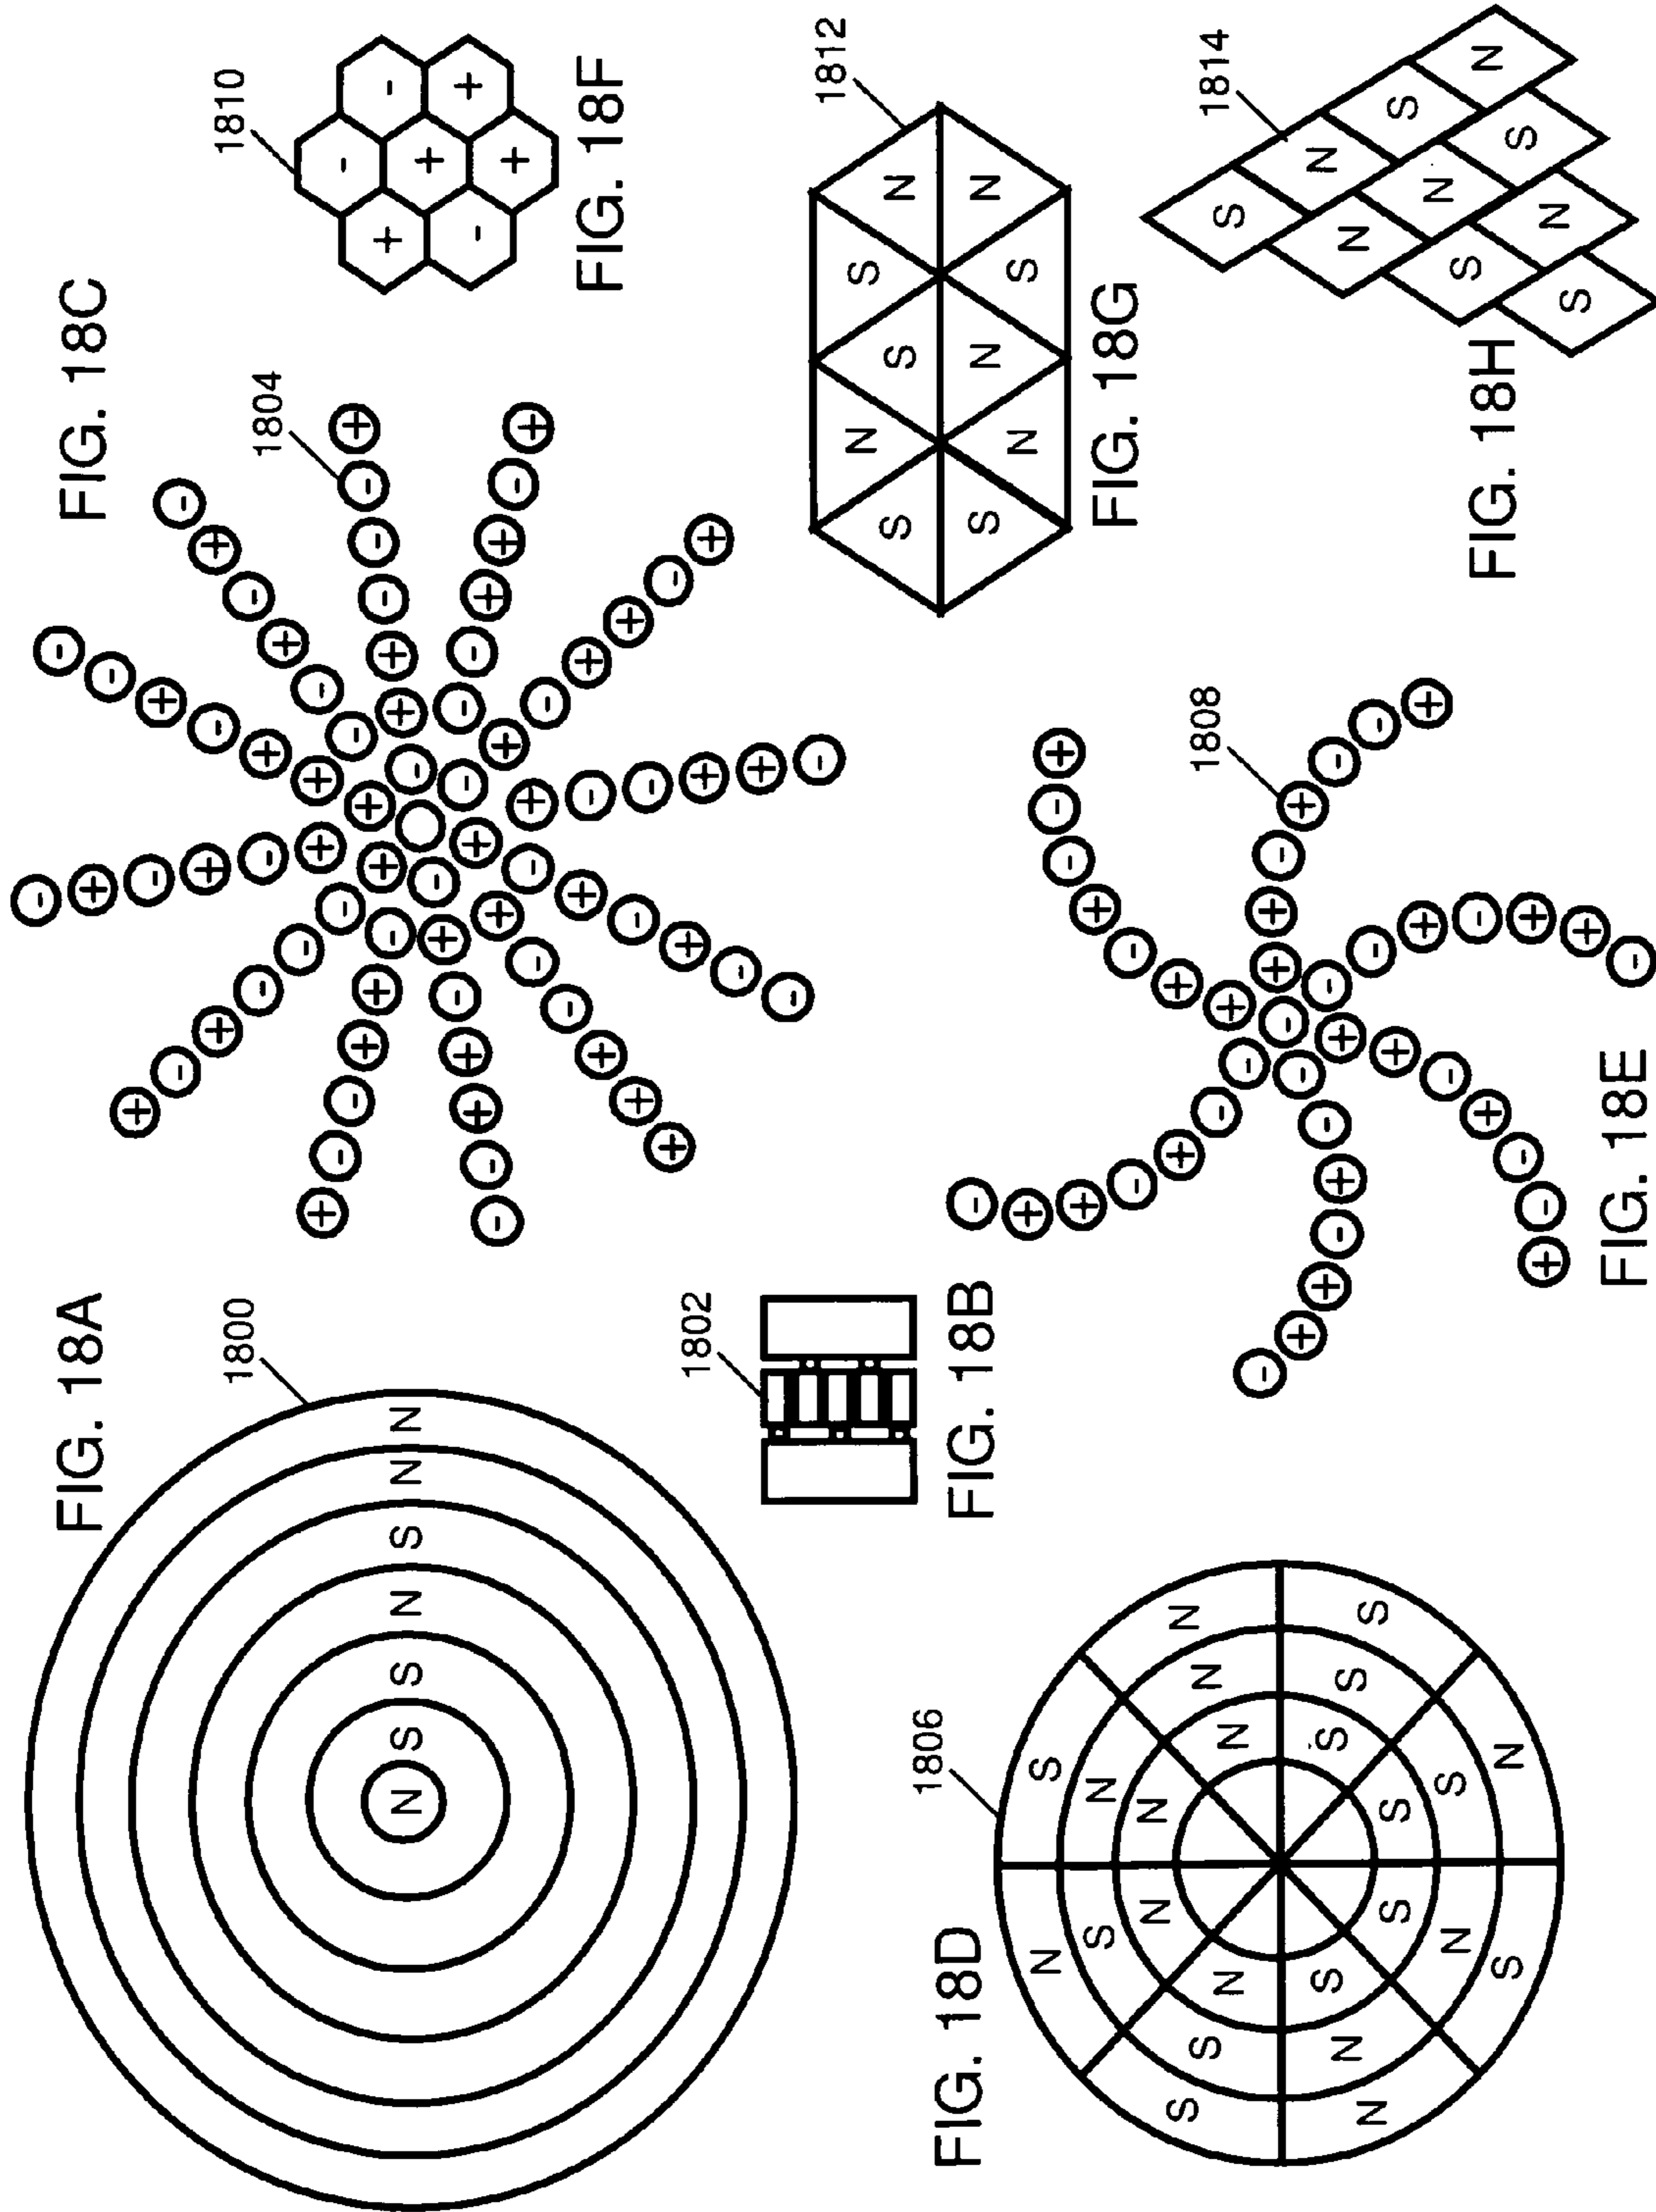 FIG. 18A
1800
N S S N S N N
FIG. 18B
1802
FIG. 18C
1804
FIG. 18D
1806
N S
S N
N N
S S N N N N
N N S S S S
S S
N S
S N
FIG. 18E
1808
FIG. 18F
1810
-
+ -
+
- +
+
FIG. 18G
1812
S N S S N
S N N S N
FIG. 18H
1814
S N S N
N N S
S N
S